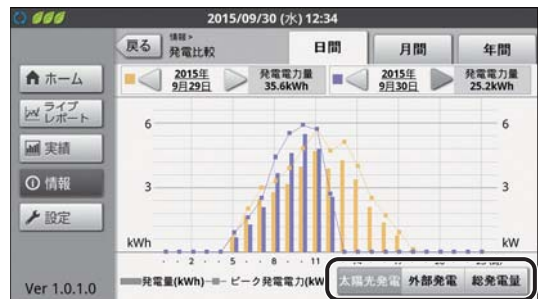 2015/09/30 (水) 12:34
戻る
情報 >
発電比較
日間
月間
年間
ホーム
ライブ
レポート
実績
情報
設定
Ver 1.0.1.0
2015年
9月29日
発電電力量
35.6kWh
2015年
9月30日
発電電力量
25.2kWh
6
6
3
3
kWh
kW
2
5
8
11
14
発電量(kWh)
ピーク発電電力(kW
太陽光発電
外部発電
総発電量